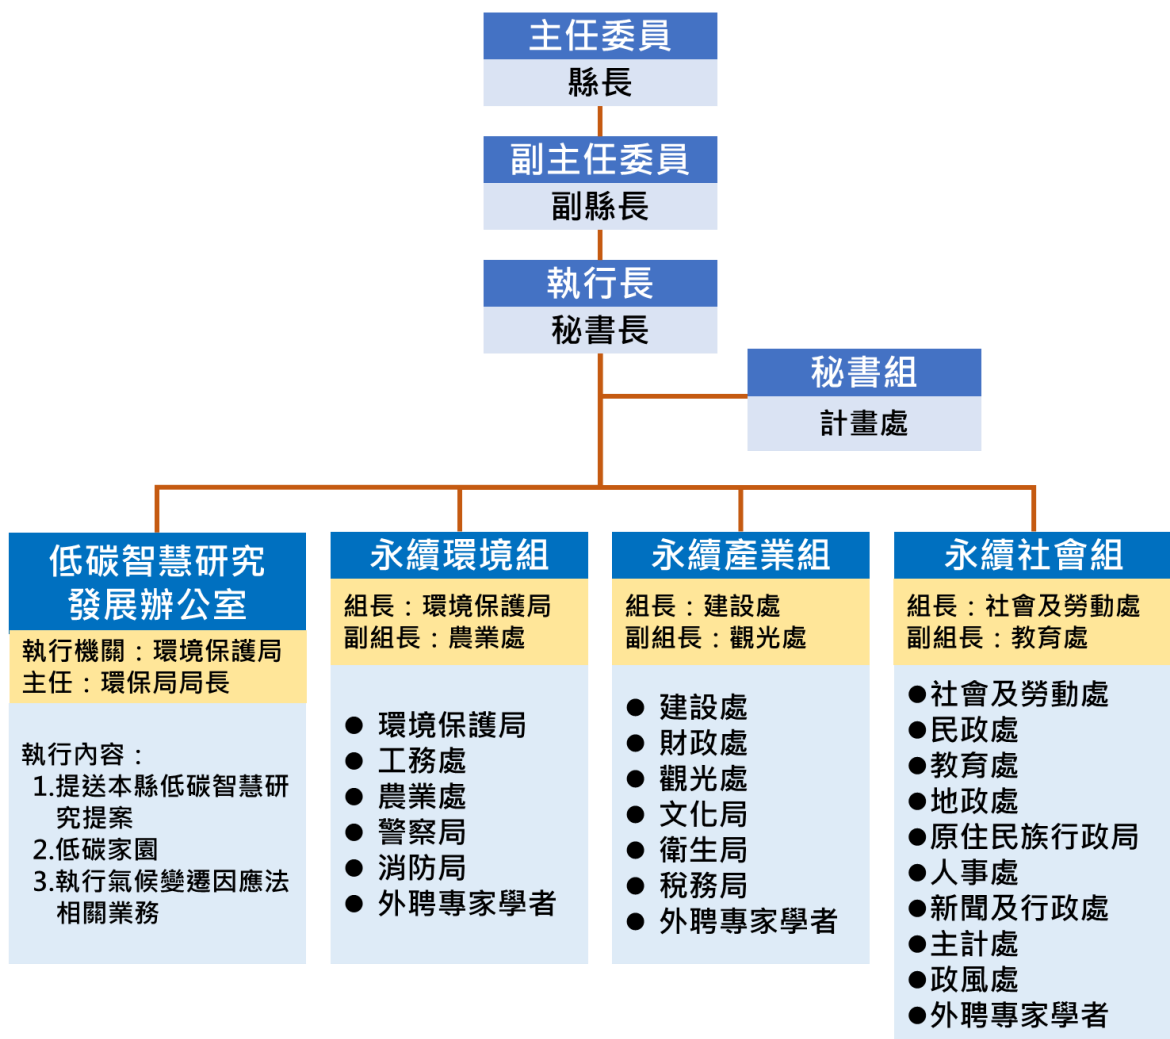 主任委員
縣長
副主任委員
副縣長
執行長
秘書長
秘書組
計畫處
低碳智慧研究
發展辦公室
執行機關：環境保護局
主任：環保局局長
執行內容：
1.提送本縣低碳智慧研
究提案
2.低碳家園
3.執行氣候變遷因應法
相關業務
永續環境組
組長：環境保護局
副組長：農業處
● 環境保護局
● 工務處
● 農業處
● 警察局
● 消防局
● 外聘專家學者
永續產業組
組長：建設處
副組長：觀光處
● 建設處
● 財政處
● 觀光處
● 文化局
● 衛生局
● 稅務局
● 外聘專家學者
永續社會組
組長：社會及勞動處
副組長：教育處
●社會及勞動處
●民政處
●教育處
●地政處
●原住民族行政局
●人事處
●新聞及行政處
●主計處
●政風處
●外聘專家學者